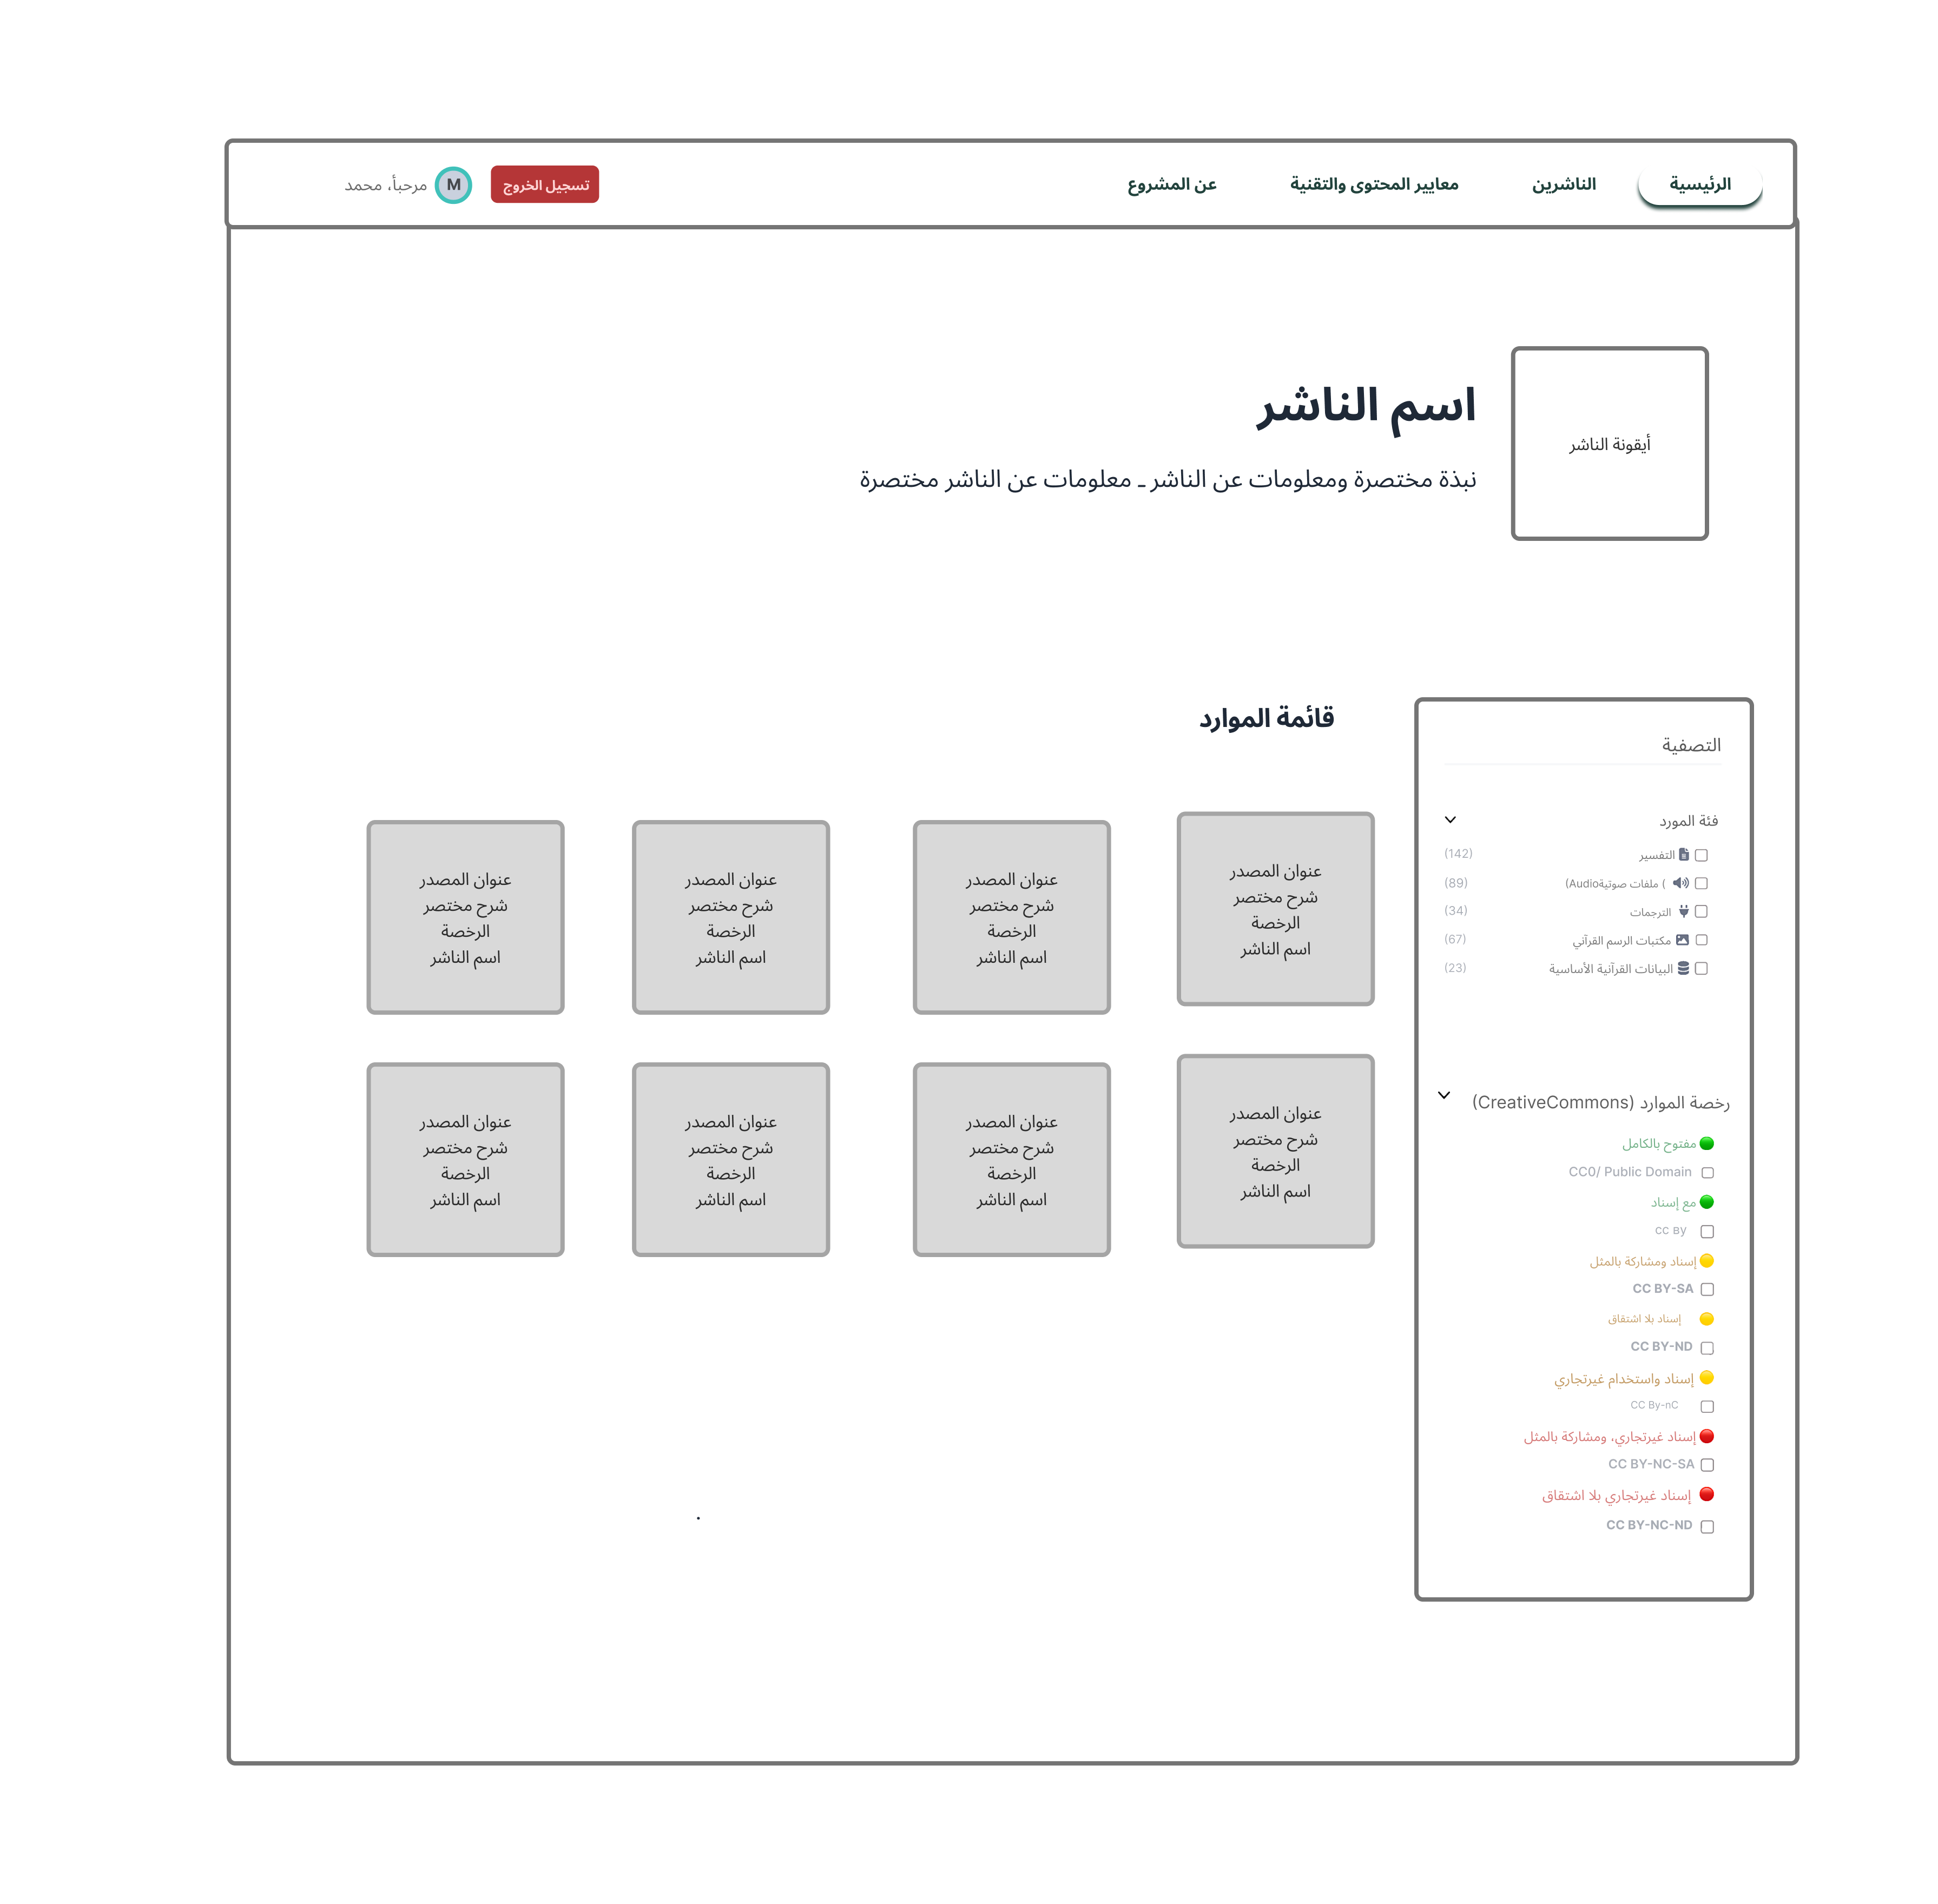 الرئيسية
الناشرين
معايير المحتوى والتقنية
عن المشروع
تسجيل الخروج
M
مرحباً، محمد
أيقونة الناشر
اسم الناشر
نبذة مختصرة ومعلومات عن الناشر ـ معلومات عن الناشر مختصرة
التصفية
فئة المورد
التفسير (142)
) ملفات صوتيةAudio) (89)
الترجمات (34)
مكتبات الرسم القرآني (67)
البيانات القرآنية الأساسية (23)
رخصة الموارد (CreativeCommons)
مفتوح بالكامل
CC0/ Public Domain
مع إسناد
CC BY
إسناد ومشاركة بالمثل
CC BY-SA
إسناد بلا اشتقاق
CC BY-ND
إسناد واستخدام غيرتجاري
CC By-nC
إسناد غيرتجاري، ومشاركة بالمثل
CC BY-NC-SA
إسناد غيرتجاري بلا اشتقاق
CC BY-NC-ND
قائمة الموارد
عنوان المصدر
شرح مختصر
الرخصة
اسم الناشر
عنوان المصدر
شرح مختصر
الرخصة
اسم الناشر
عنوان المصدر
شرح مختصر
الرخصة
اسم الناشر
عنوان المصدر
شرح مختصر
الرخصة
اسم الناشر
عنوان المصدر
شرح مختصر
الرخصة
اسم الناشر
عنوان المصدر
شرح مختصر
الرخصة
اسم الناشر
عنوان المصدر
شرح مختصر
الرخصة
اسم الناشر
عنوان المصدر
شرح مختصر
الرخصة
اسم الناشر
.